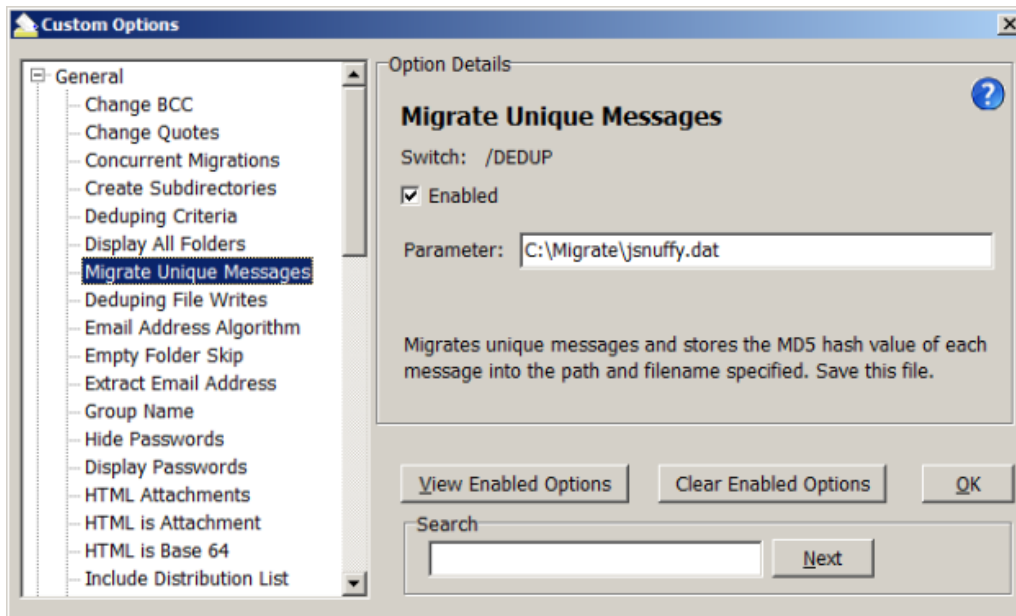 Custom Options
General
Change BCC
Change Quotes
Concurrent Migrations
Create Subdirectories
Deduping Criteria
Display All Folders
Migrate Unique Messages
Deduping File Writes
Email Address Algorithm
Empty Folder Skip
Extract Email Address
Group Name
Hide Passwords
Display Passwords
HTML Attachments
HTML is Attachment
HTML is Base 64
Include Distribution List
Option Details
Migrate Unique Messages
Switch: /DEDUP
Enabled
Parameter: C:\Migrate\jsnuffy.dat
Migrates unique messages and stores the MD5 hash value of each
message into the path and filename specified. Save this file.
View Enabled Options Clear Enabled Options OK
Search
Next